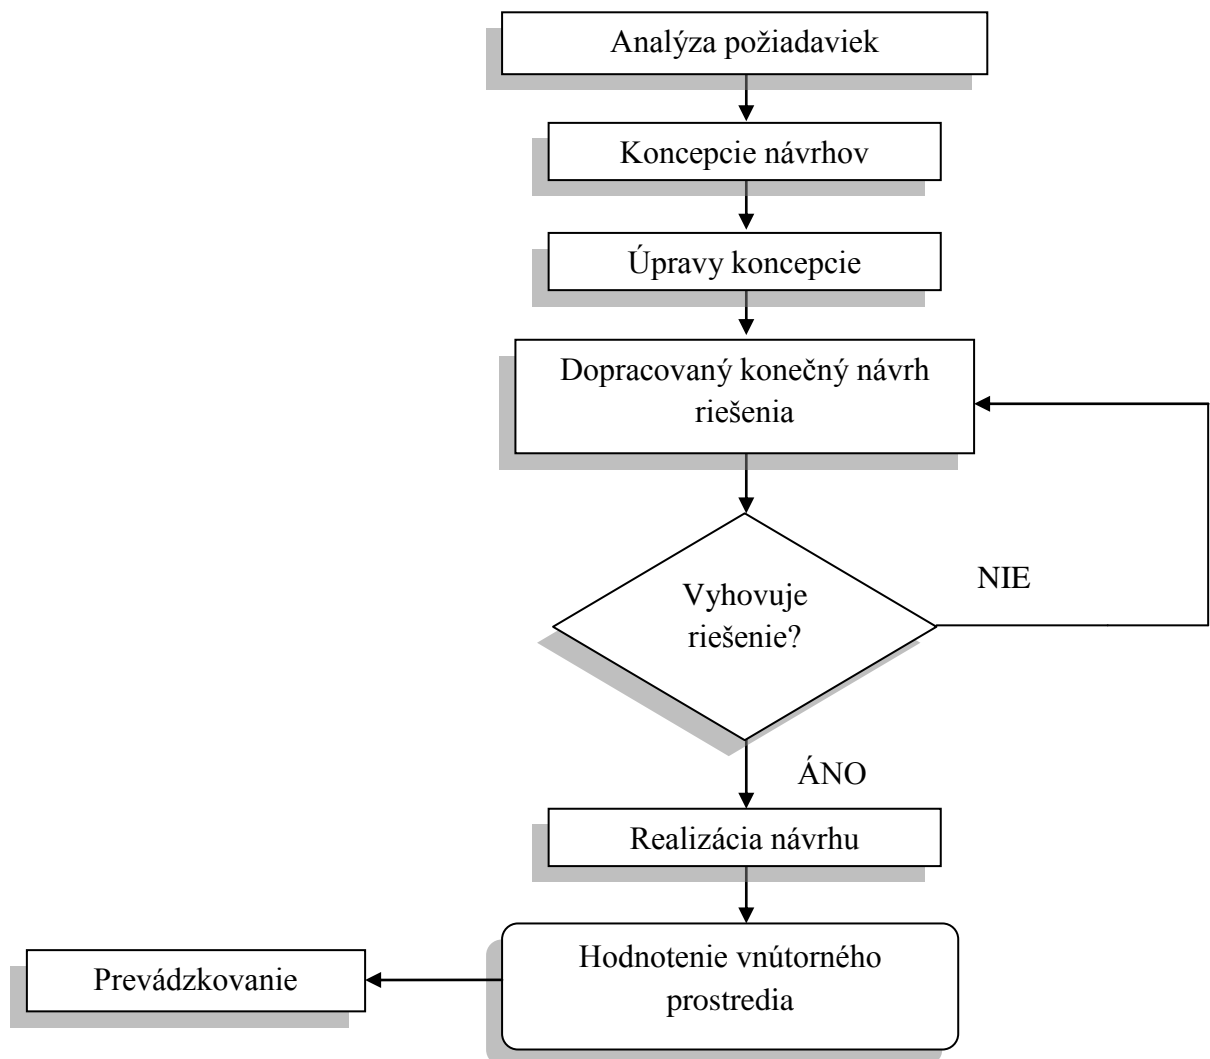 Analýza požiadaviek
Koncepcie návrhov
Úpravy koncepcie
Dopracovaný konečný návrh
riešenia
Vyhovuje
riešenie?
NIE
ÁNO
Realizácia návrhu
Hodnotenie vnútorného
prostredia
Prevádzkovanie